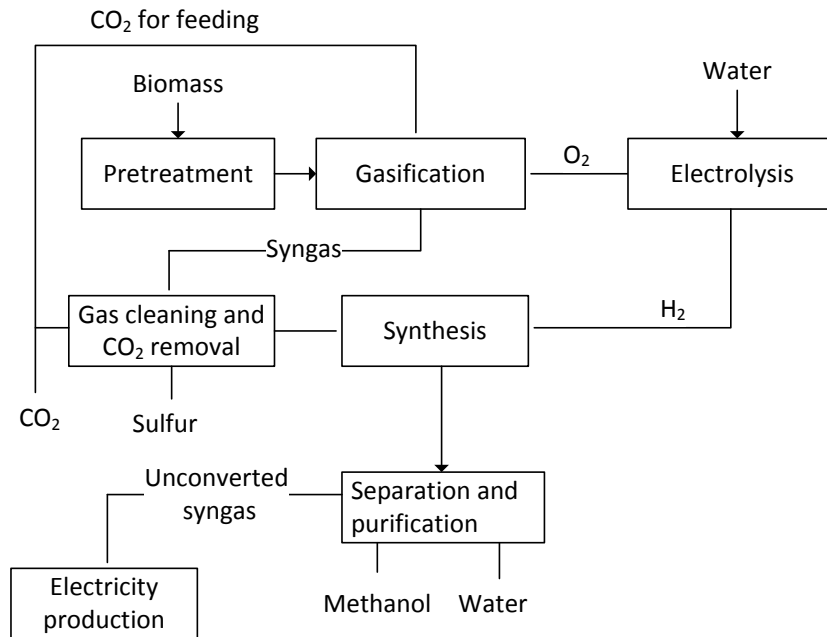 CO₂ for feeding
Biomass
Water
Pretreatment
Gasification
O₂
Electrolysis
Syngas
Gas cleaning and
CO₂ removal
Synthesis
H₂
CO₂
Sulfur
Unconverted
syngas
Separation and
purification
Electricity
production
Methanol
Water